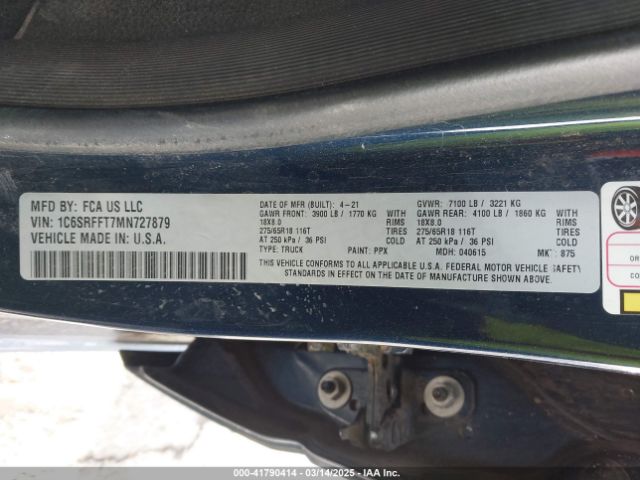 MFD BY: FCA US LLC
VIN: 1C6SRFFT7MN727879
VEHICLE MADE IN: U.S.A.
DATE OF MFR (BUILT): 4-21
GAWR FRONT: 3900 LB / 1770 KG WITH
18X8.0 RIMS
275/65R18 116T TIRES
AT 250 kPa / 36 PSI COLD
TYPE: TRUCK PAINT: PPX
GVWR: 7100 LB / 3221 KG
GAWR REAR: 4100 LB / 1860 KG WITH
18X8.0 RIMS
275/65R18 116T TIRES
AT 250 kPa / 36 PSI COLD
MDH: 040615 MK: 875
THIS VEHICLE CONFORMS TO ALL APPLICABLE U.S.A. FEDERAL MOTOR VEHICLE SAFETY
STANDARDS IN EFFECT ON THE DATE OF MANUFACTURE SHOWN ABOVE.
OR
CO
000-41790414 - 03/14/2025 - IAA Inc.